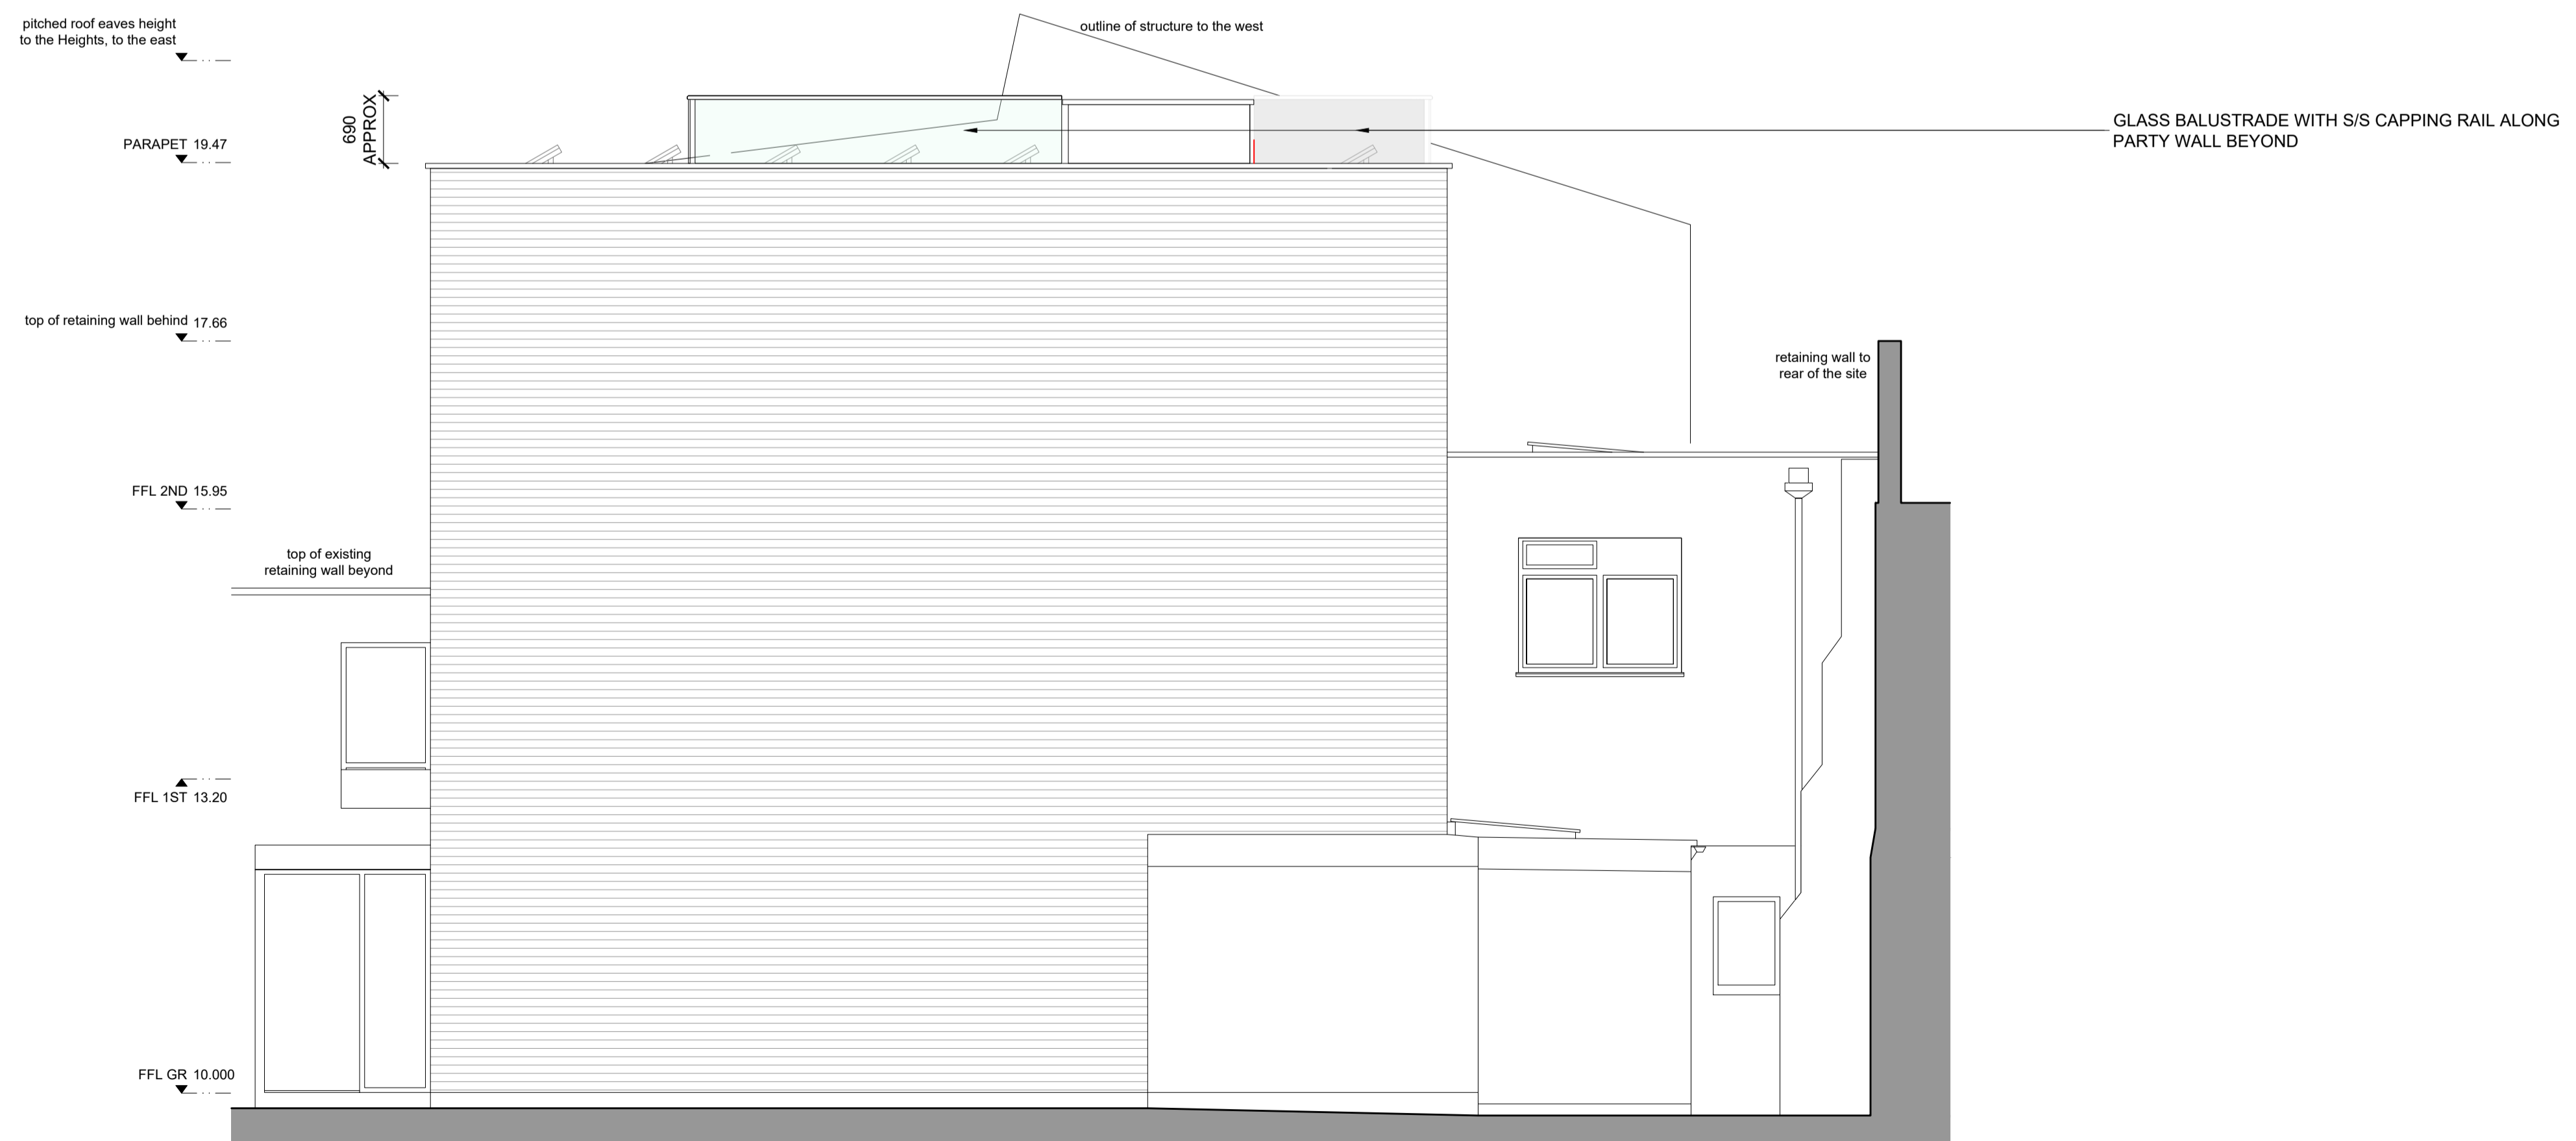 pitched roof eaves height
to the Heights, to the east
outline of structure to the west
690
APPROX
GLASS BALUSTRADE WITH S/S CAPPING RAIL ALONG
PARTY WALL BEYOND
PARAPET 19.47
top of retaining wall behind 17.66
retaining wall to
rear of the site
FFL 2ND 15.95
top of existing
retaining wall beyond
FFL 1ST 13.20
FFL GR 10.000